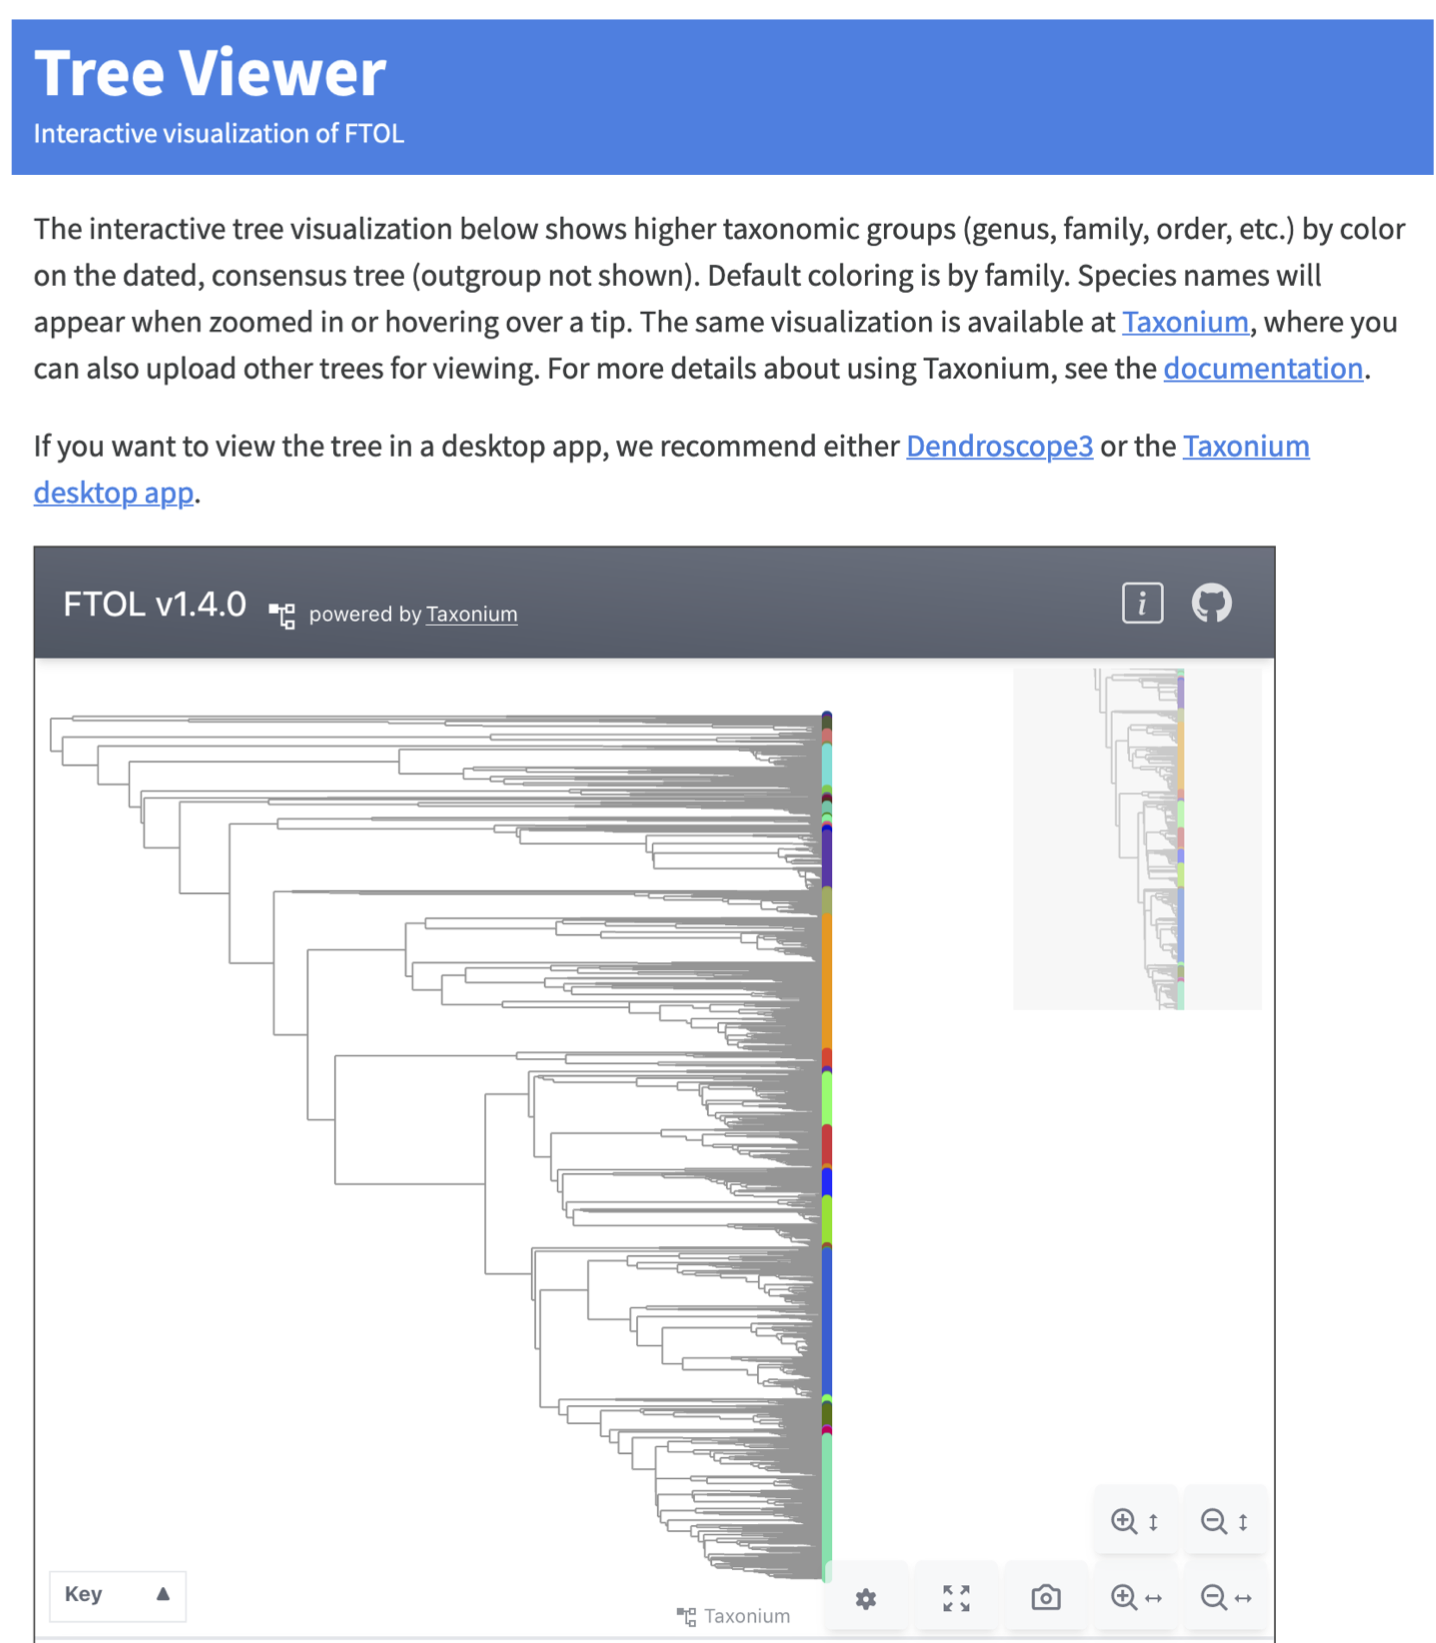 Tree Viewer
Interactive visualization of FTOL
The interactive tree visualization below shows higher taxonomic groups (genus, family, order, etc.) by color
on the dated, consensus tree (outgroup not shown). Default coloring is by family. Species names will
appear when zoomed in or hovering over a tip. The same visualization is available at Taxonium, where you
can also upload other trees for viewing. For more details about using Taxonium, see the documentation.
If you want to view the tree in a desktop app, we recommend either Dendroscope3 or the Taxonium
desktop app.
FTOL v1.4.0 powered by Taxonium
Key
Taxonium